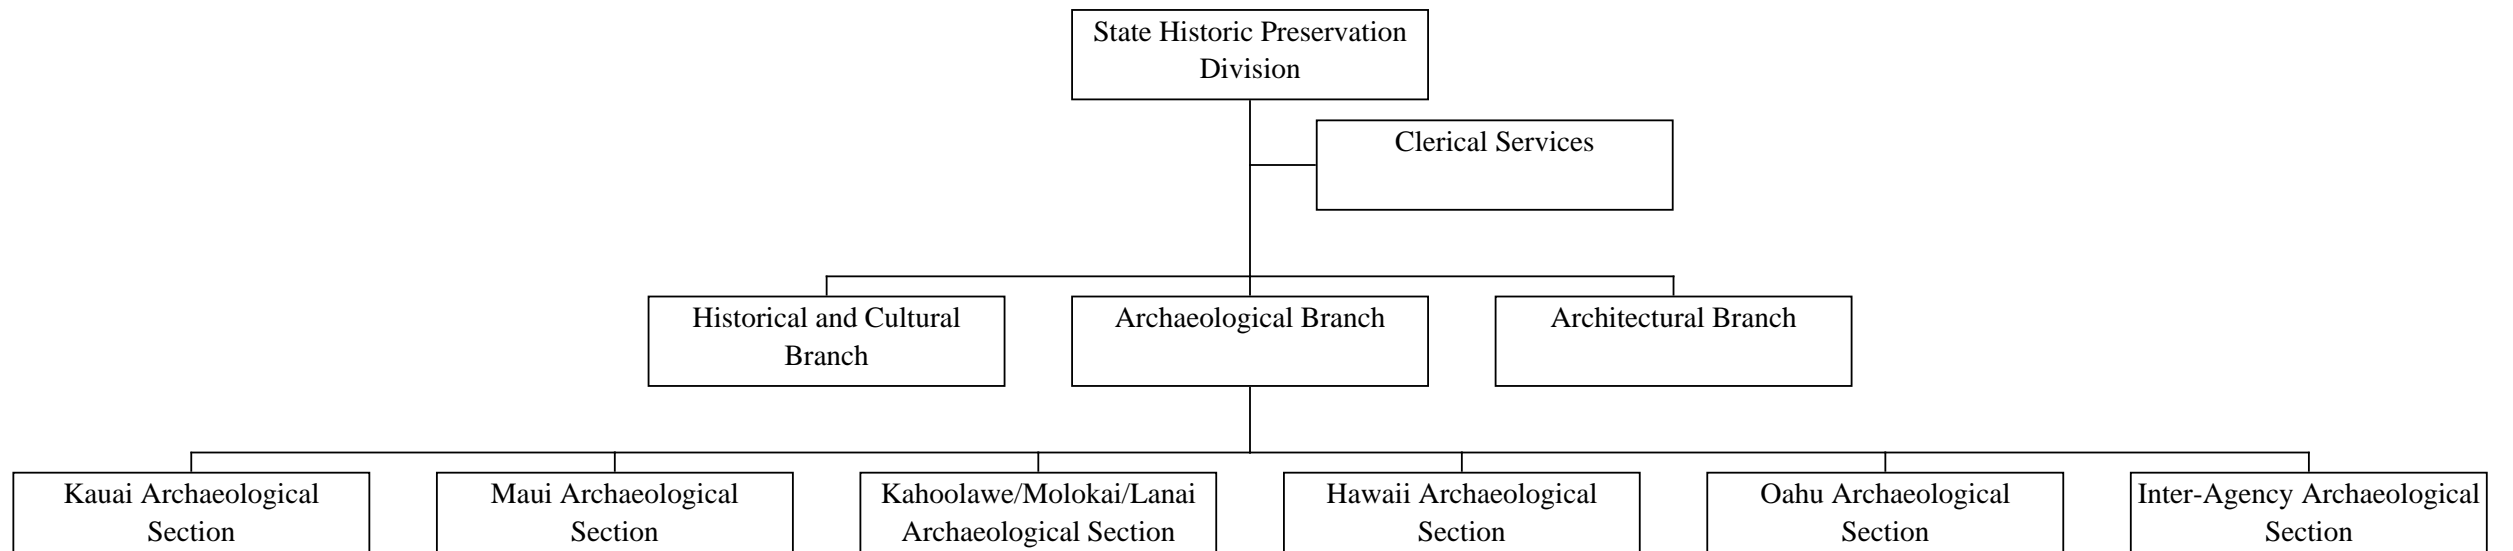 State Historic Preservation
Division
Clerical Services
Historical and Cultural
Branch
Archaeological Branch
Architectural Branch
Kauai Archaeological
Section
Maui Archaeological
Section
Kahoolawe/Molokai/Lanai
Archaeological Section
Hawaii Archaeological
Section
Oahu Archaeological
Section
Inter-Agency Archaeological
Section